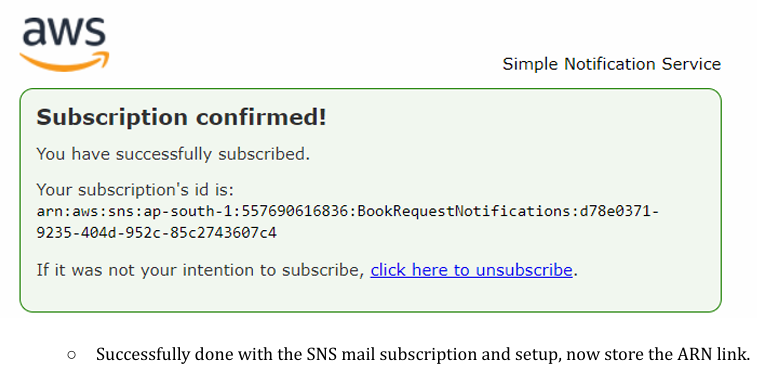 aws
Simple Notification Service
Subscription confirmed!
You have successfully subscribed.
Your subscription's id is:
arn:aws:sns:ap-south-1:557690616836:BookRequestNotifications:d78e0371-
9235-404d-952c-85c2743607c4
If it was not your intention to subscribe, click here to unsubscribe.
○ Successfully done with the SNS mail subscription and setup, now store the ARN link.